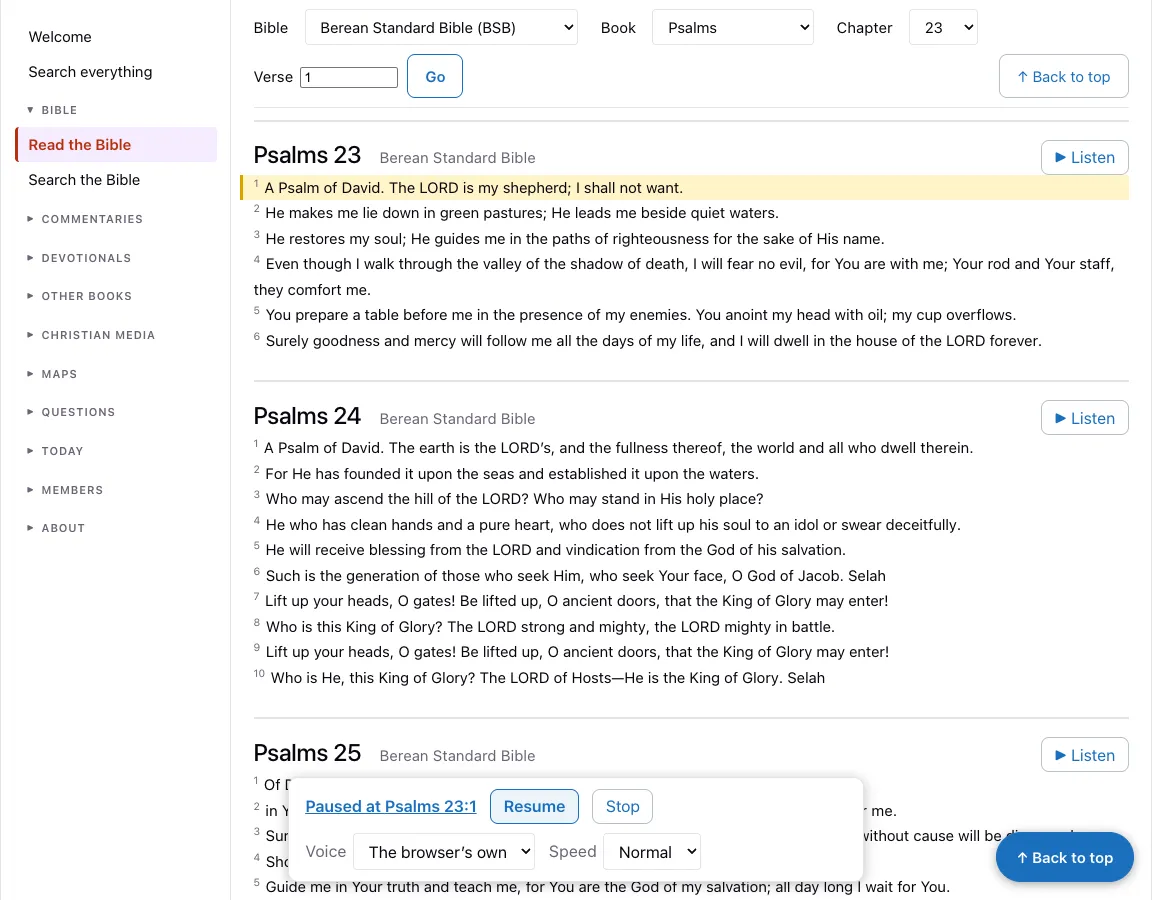 Welcome
Search everything
▼ BIBLE
Read the Bible
Search the Bible
► COMMENTARIES
► DEVOTIONALS
► OTHER BOOKS
► CHRISTIAN MEDIA
► MAPS
► QUESTIONS
► TODAY
► MEMBERS
► ABOUT
Bible Berean Standard Bible (BSB) Book Psalms Chapter 23
Verse 1 Go ↑ Back to top
Psalms 23 Berean Standard Bible ► Listen
1 A Psalm of David. The LORD is my shepherd; I shall not want.
2 He makes me lie down in green pastures; He leads me beside quiet waters.
3 He restores my soul; He guides me in the paths of righteousness for the sake of His name.
4 Even though I walk through the valley of the shadow of death, I will fear no evil, for You are with me; Your rod and Your staff,
they comfort me.
5 You prepare a table before me in the presence of my enemies. You anoint my head with oil; my cup overflows.
6 Surely goodness and mercy will follow me all the days of my life, and I will dwell in the house of the LORD forever.
Psalms 24 Berean Standard Bible ► Listen
1 A Psalm of David. The earth is the LORD’s, and the fullness thereof, the world and all who dwell therein.
2 For He has founded it upon the seas and established it upon the waters.
3 Who may ascend the hill of the LORD? Who may stand in His holy place?
4 He who has clean hands and a pure heart, who does not lift up his soul to an idol or swear deceitfully.
5 He will receive blessing from the LORD and vindication from the God of his salvation.
6 Such is the generation of those who seek Him, who seek Your face, O God of Jacob. Selah
7 Lift up your heads, O gates! Be lifted up, O ancient doors, that the King of Glory may enter!
8 Who is this King of Glory? The LORD strong and mighty, the LORD mighty in battle.
9 Lift up your heads, O gates! Be lifted up, O ancient doors, that the King of Glory may enter!
10 Who is He, this King of Glory? The LORD of Hosts—He is the King of Glory. Selah
Psalms 25 Berean Standard Bible ► Listen
1 Of
2 in me.
3 without cause will be
4
5 Guide me in Your truth and teach me, for You are the God of my salvation; all day long I wait for You.
Paused at Psalms 23:1 Resume Stop
Voice The browser’s own Speed Normal
↑ Back to top